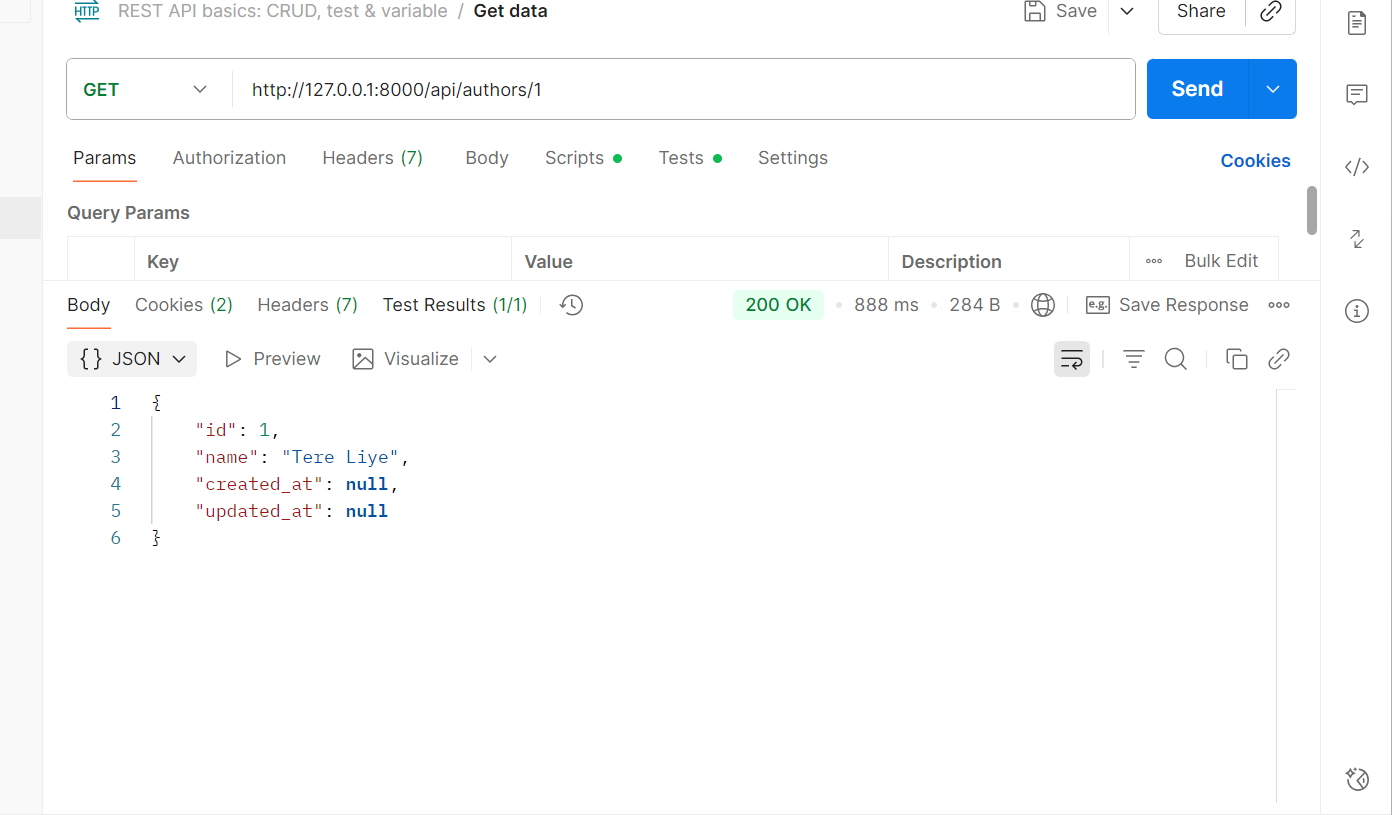 HTTP REST API basics: CRUD, test & variable / Get data Save Share
GET http://127.0.0.1:8000/api/authors/1 Send
Params Authorization Headers (7) Body Scripts Tests Settings Cookies
Query Params
Key Value Description Bulk Edit
Body Cookies (2) Headers (7) Test Results (1/1) 200 OK 888 ms 284 B e.g. Save Response
{} JSON Preview Visualize
1 {
2 "id": 1,
3 "name": "Tere Liye",
4 "created_at": null,
5 "updated_at": null
6 }